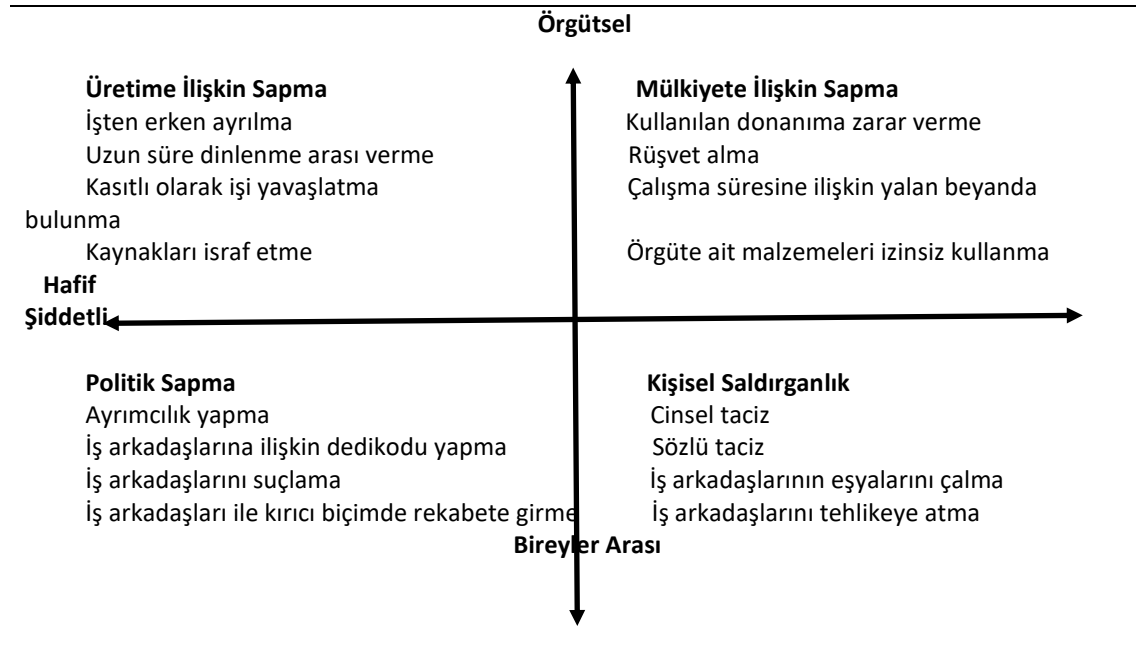 Örgütsel
Üretime İlişkin Sapma Mülkiyete İlişkin Sapma
İşten erken ayrılma Kullanılan donanıma zarar verme
Uzun süre dinlenme arası verme Rüşvet alma
Kasıtlı olarak işi yavaşlatma Çalışma süresine ilişkin yalan beyanda
bulunma
Kaynakları israf etme Örgüte ait malzemeleri izinsiz kullanma
Hafif
Şiddetli
Politik Sapma Kişisel Saldırganlık
Ayrımcılık yapma Cinsel taciz
İş arkadaşlarına ilişkin dedikodu yapma Sözlü taciz
İş arkadaşlarını suçlama İş arkadaşlarının eşyalarını çalma
İş arkadaşları ile kırıcı biçimde rekabete girme İş arkadaşlarını tehlikeye atma
Bireyler Arası